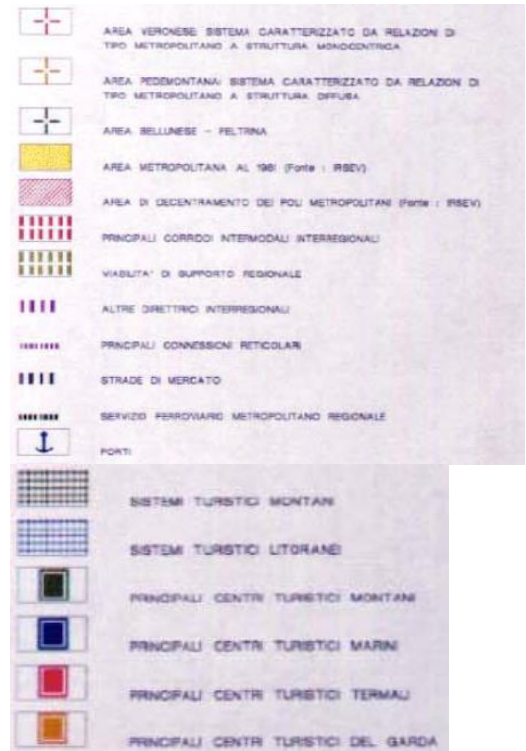 AREA VERONESE: SISTEMA CARATTERIZZATO DA RELAZIONI DI
TIPO METROPOLITANO A STRUTTURA MONOCENTRICA
AREA PEDEMONTANA: SISTEMA CARATTERIZZATO DA RELAZIONI DI
TIPO METROPOLITANO A STRUTTURA DIFFUSA
AREA BELLUNESE - FELTRINA
AREA METROPOLITANA AL 1981 (Fonte : IRSEV)
AREA DI DECENTRAMENTO DEI POLI METROPOLITANI (Fonte : IRSEV)
PRINCIPALI CORRIDOI INTERMODALI INTERREGIONALI
VIABILITA' DI SUPPORTO REGIONALE
ALTRE DIRETTRICI INTERREGIONALI
PRINCIPALI CONNESSIONI RETICOLARI
STRADE DI MERCATO
SERVIZIO FERROVIARIO METROPOLITANO REGIONALE
PORTI
SISTEMI TURISTICI MONTANI
SISTEMI TURISTICI LITORANEI
PRINCIPALI CENTRI TURISTICI MONTANI
PRINCIPALI CENTRI TURISTICI MARINI
PRINCIPALI CENTRI TURISTICI TERMALI
PRINCIPALI CENTRI TURISTICI DEL GARDA